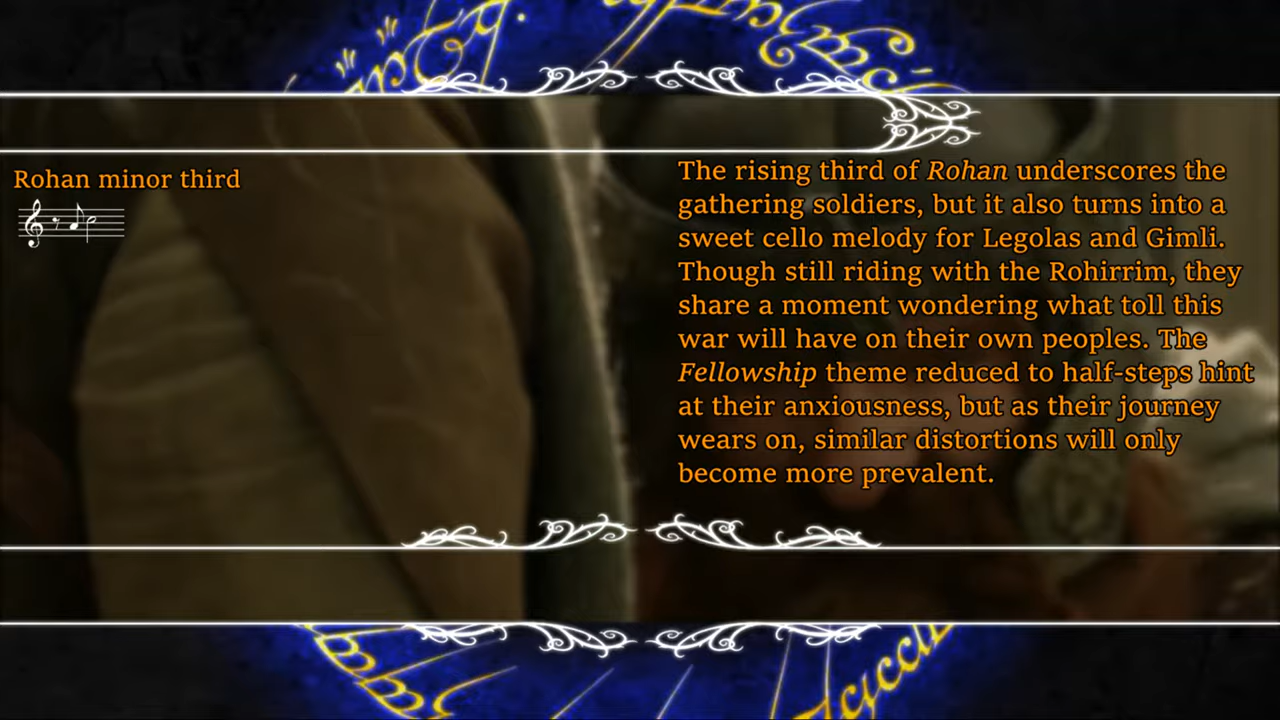 Rohan minor third
The rising third of Rohan underscores the
gathering soldiers, but it also turns into a
sweet cello melody for Legolas and Gimli.
Though still riding with the Rohirrim, they
share a moment wondering what toll this
war will have on their own peoples. The
Fellowship theme reduced to half-steps hint
at their anxiousness, but as their journey
wears on, similar distortions will only
become more prevalent.